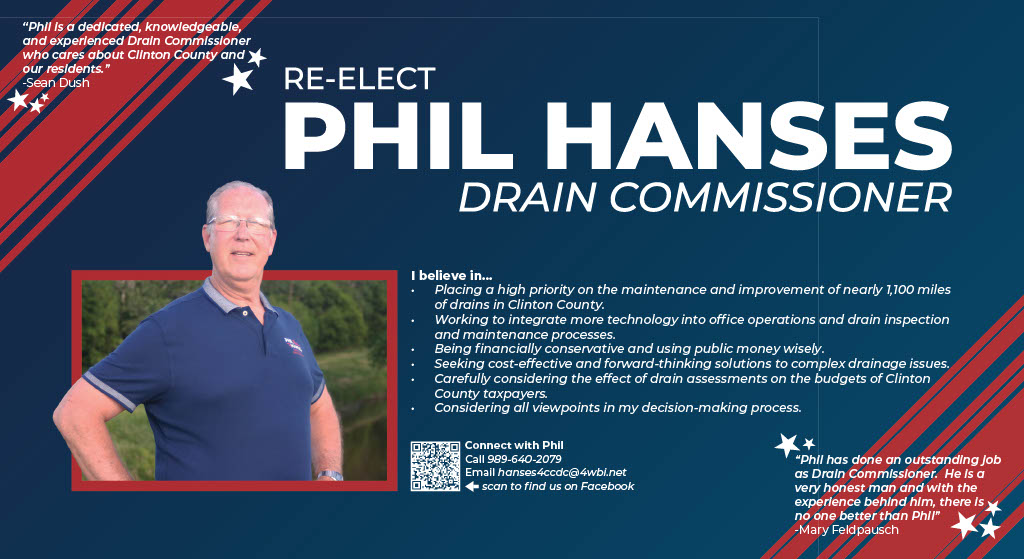 “Phil is a dedicated, knowledgeable,
and experienced Drain Commissioner
who cares about Clinton County and
our residents.”
-Sean Dush
RE-ELECT
PHIL HANSES
DRAIN COMMISSIONER
I believe in...
• Placing a high priority on the maintenance and improvement of nearly 1,100 miles
of drains in Clinton County.
• Working to integrate more technology into office operations and drain inspection
and maintenance processes.
• Being financially conservative and using public money wisely.
• Seeking cost-effective and forward-thinking solutions to complex drainage issues.
• Carefully considering the effect of drain assessments on the budgets of Clinton
County taxpayers.
• Considering all viewpoints in my decision-making process.
Connect with Phil
Call 989-640-2079
Email hanses4ccdc@4wbi.net
scan to find us on Facebook
“Phil has done an outstanding job
as Drain Commissioner. He is a
very honest man and with the
experience behind him, there is
no one better than Phil”
-Mary Feldpausch